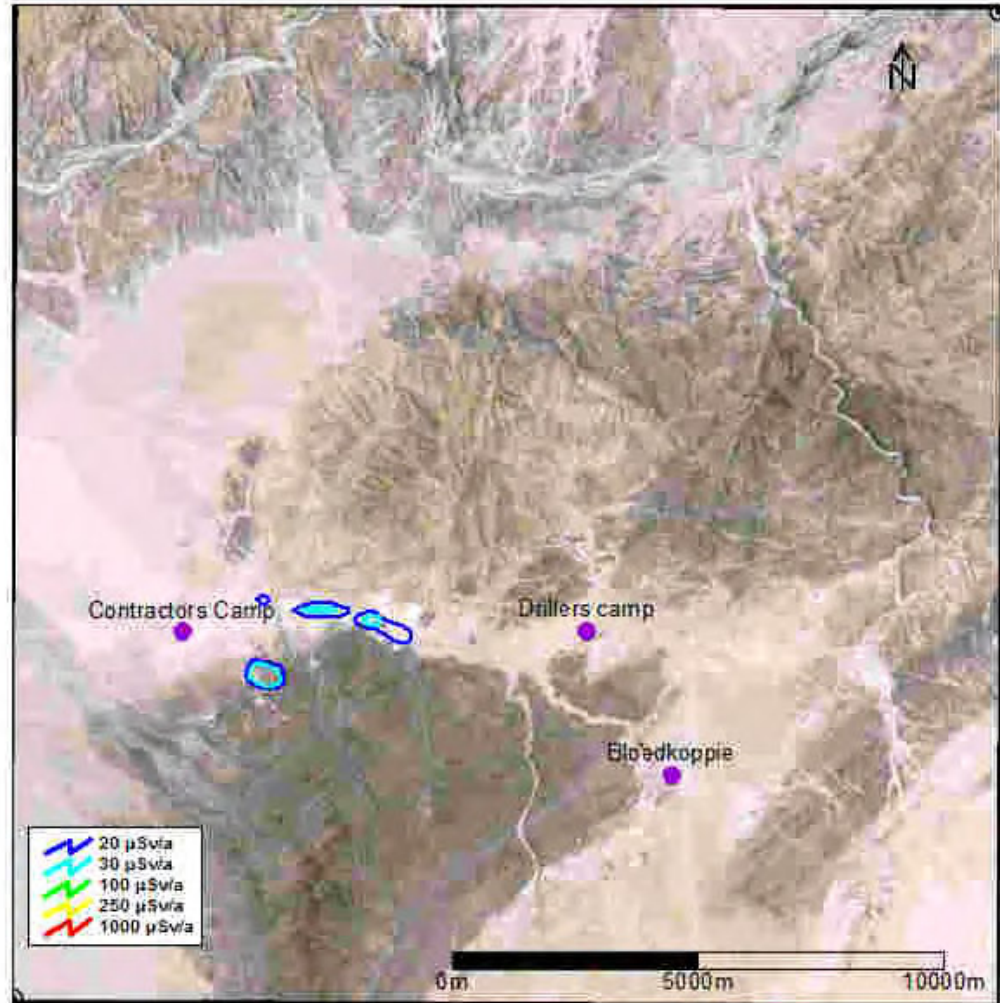 N
Contractors Camp
Drillers camp
Bloedkoppie
20 µSv/a
30 µSv/a
100 µSv/a
250 µSv/a
1000 µSv/a
0m 5000m 10000m